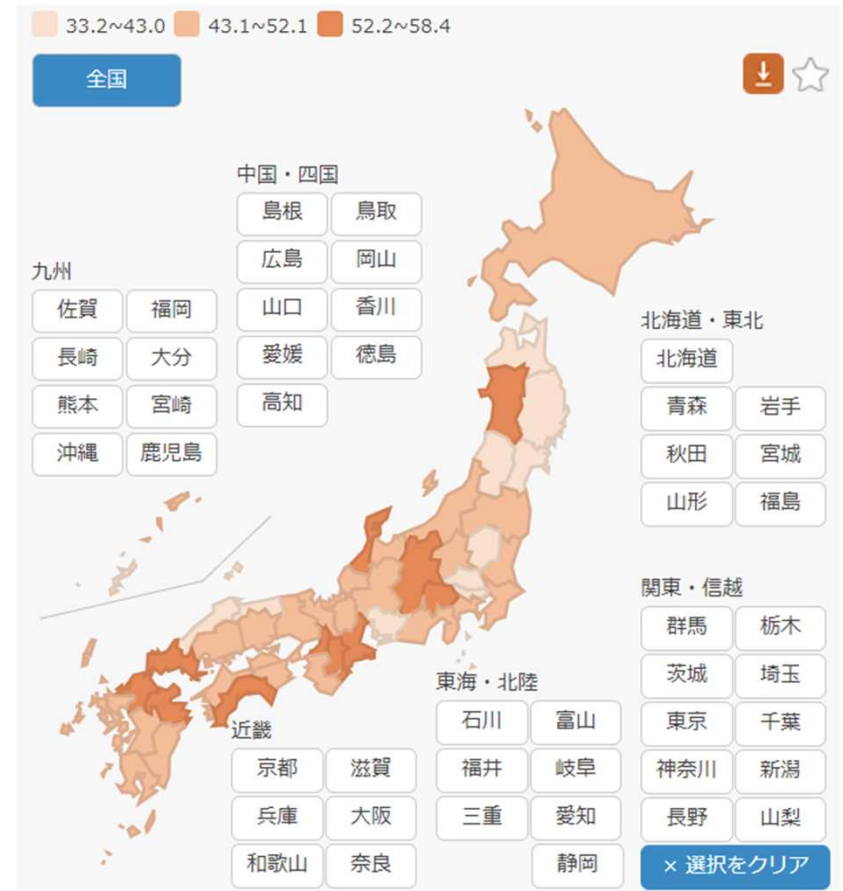 33.2~43.0 43.1~52.1 52.2~58.4
全国
中国・四国
島根 鳥取
広島 岡山
山口 香川
愛媛 徳島
高知
九州
佐賀 福岡
長崎 大分
熊本 宮崎
沖縄 鹿児島
北海道・東北
北海道
青森 岩手
秋田 宮城
山形 福島
関東・信越
群馬 栃木
茨城 埼玉
東京 千葉
神奈川 新潟
長野 山梨
× 選択をクリア
東海・北陸
石川 富山
福井 岐阜
三重 愛知
静岡
近畿
京都 滋賀
兵庫 大阪
和歌山 奈良